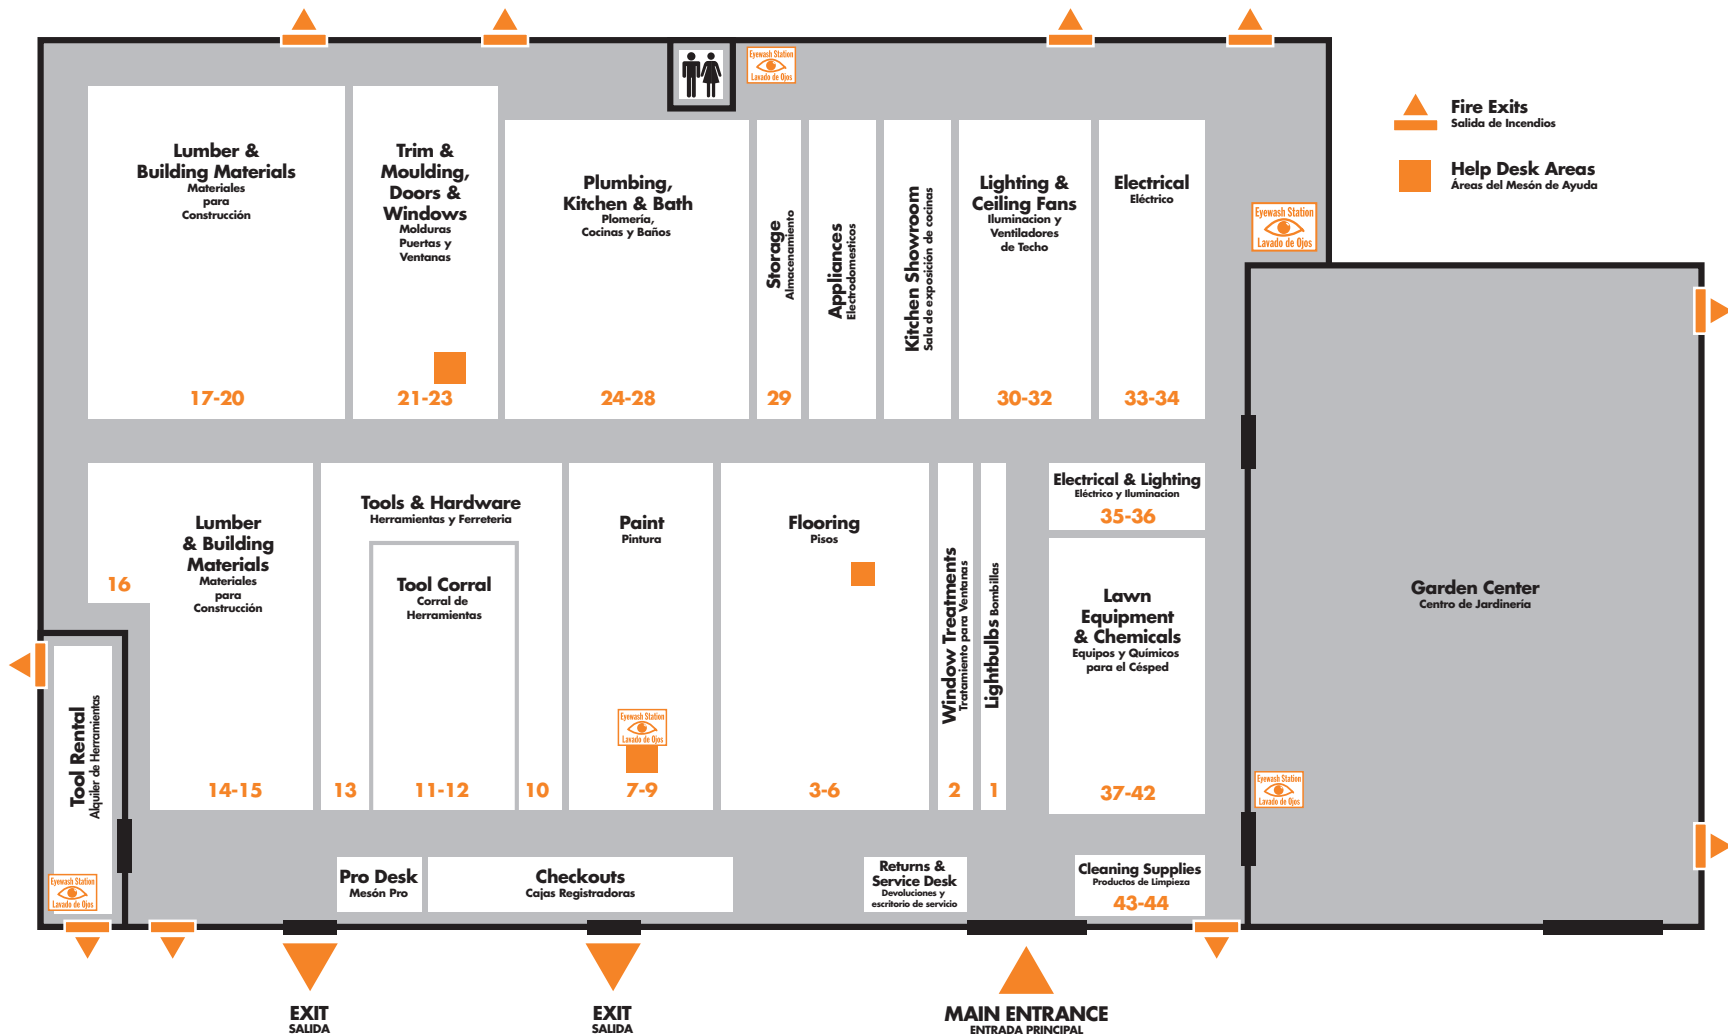 Eyewash Station
Lavado de Ojos
Fire Exits
Salida de Incendios
Help Desk Areas
Áreas del Mesón de Ayuda
Lumber &
Building Materials
Materiales
para
Construcción
17-20
Trim &
Moulding,
Doors &
Windows
Molduras
Puertas y
Ventanas
21-23
Plumbing,
Kitchen & Bath
Plomería,
Cocinas y Baños
24-28
Storage
Almacenamiento
29
Appliances
Electrodomesticos
Kitchen Showroom
Sala de exposición de cocinas
Lighting &
Ceiling Fans
Iluminacion y
Ventiladores
de Techo
30-32
Electrical
Eléctrico
33-34
Eyewash Station
Lavado de Ojos
16
Lumber
& Building
Materials
Materiales
para
Construcción
14-15
Tools & Hardware
Herramientas y Ferreteria
13
Tool Corral
Corral de
Herramientas
11-12
10
Paint
Pintura
Eyewash Station
Lavado de Ojos
7-9
Flooring
Pisos
3-6
Window Treatments
Tratamiento para Ventanas
2
Lightbulbs Bombillas
1
Electrical & Lighting
Eléctrico y Iluminacion
35-36
Lawn
Equipment
& Chemicals
Equipos y Químicos
para el Césped
37-42
Garden Center
Centro de Jardinería
Eyewash Station
Lavado de Ojos
Tool Rental
Alquiler de Herramientas
Eyewash Station
Lavado de Ojos
Pro Desk
Mesón Pro
Checkouts
Cajas Registradoras
Returns &
Service Desk
Devoluciones y
escritorio de servicio
Cleaning Supplies
Productos de Limpieza
43-44
EXIT
SALIDA
EXIT
SALIDA
MAIN ENTRANCE
ENTRADA PRINCIPAL